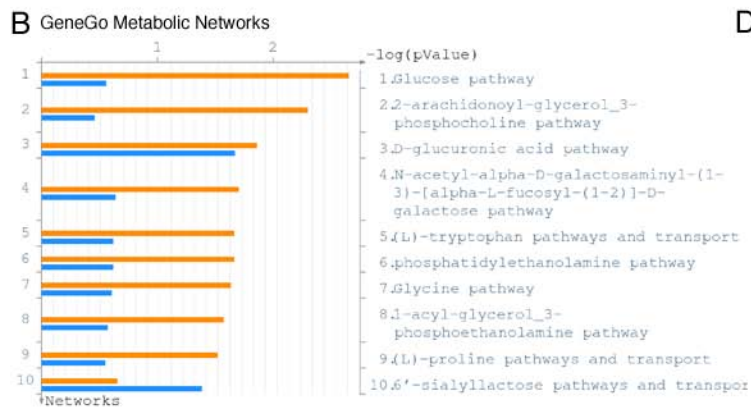 B GeneGo Metabolic Networks
D
1 2 -log(pValue)
1 1.Glucose pathway
2 2.2-arachidonoyl-glycerol_3-
phosphocholine pathway
3 3.D-glucuronic acid pathway
4 4.N-acetyl-alpha-D-galactosaminyl-(1-
3)-[alpha-L-fucosyl-(1-2)]-D-
galactose pathway
5 5.(L)-tryptophan pathways and transport
6 6.phosphatidylethanolamine pathway
7 7.Glycine pathway
8 8.1-acyl-glycerol_3-
phosphoethanolamine pathway
9 9.(L)-proline pathways and transport
10 10.6'-sialyllactose pathways and transpor
Networks